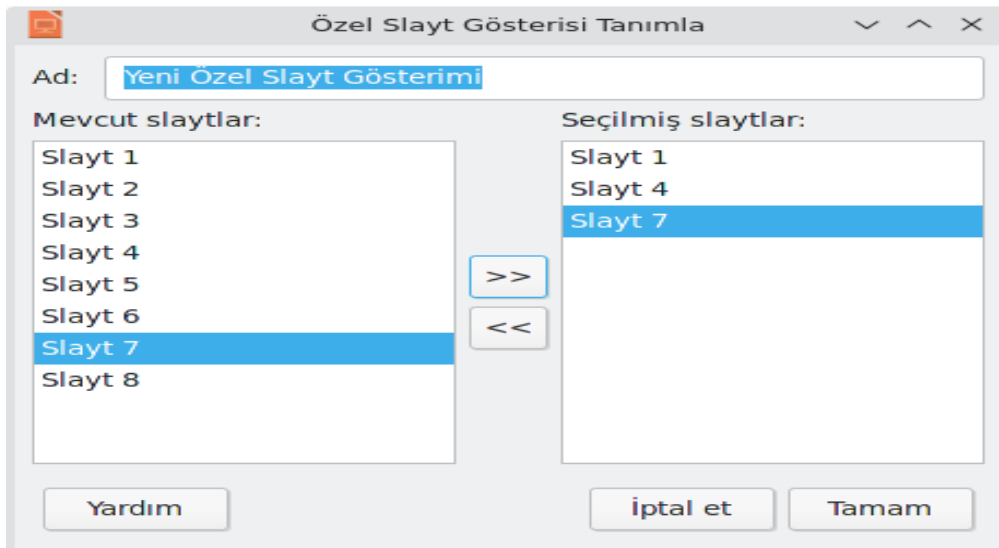 Özel Slayt Gösterisi Tanımla
Ad: Yeni Özel Slayt Gösterimi
Mevcut slaytlar:
Slayt 1
Slayt 2
Slayt 3
Slayt 4
Slayt 5
Slayt 6
Slayt 7
Slayt 8
>>
<<
Seçilmiş slaytlar:
Slayt 1
Slayt 4
Slayt 7
Yardım
İptal et
Tamam